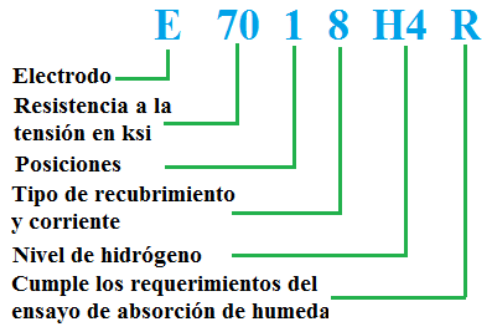 E 70 1 8 H4 R
Electrodo
Resistencia a la
tensión en ksi
Posiciones
Tipo de recubrimiento
y corriente
Nivel de hidrógeno
Cumple los requerimientos del
ensayo de absorción de humeda